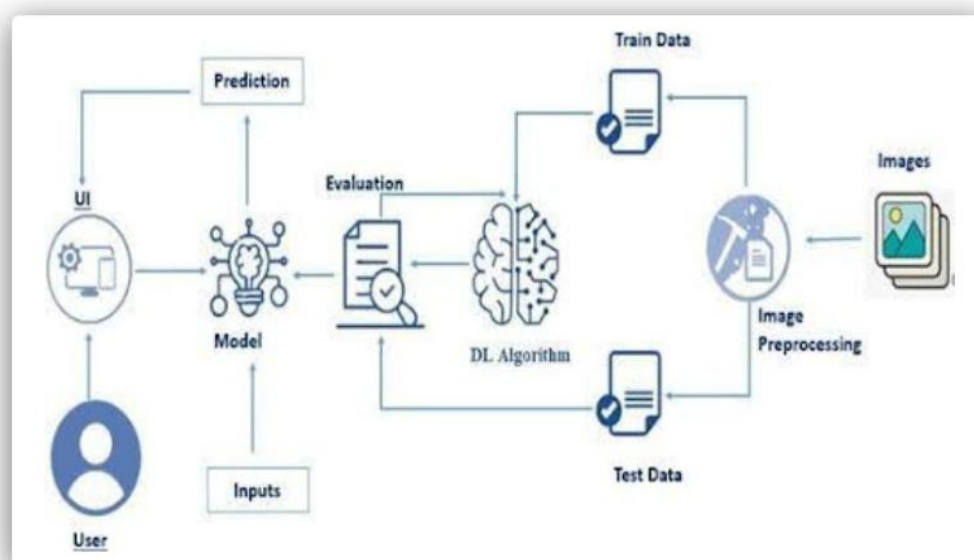 Train Data
Prediction
Images
Evaluation
UI
Image
Preprocessing
Model
DL Algorithm
Test Data
Inputs
User